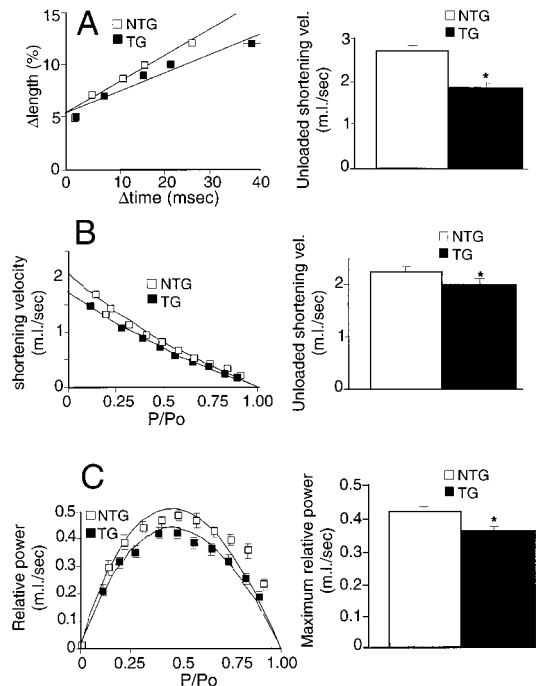 A
NTG
TG
15
10
5
0
Δlength (%)
0 10 20 30 40
Δtime (msec)
NTG
TG
3
2
1
0
Unloaded shortening vel.
(m.l./sec)
*
B
NTG
TG
2
1
0
shortening velocity
(m.l./sec)
0 0.25 0.50 0.75 1.00
P/Po
NTG
TG
2
1
0
Unloaded shortening vel.
(m.l./sec)
*
C
NTG
TG
0.5
0.4
0.3
0.2
0.1
0
Relative power
(m.l./sec)
0 0.25 0.50 0.75 1.00
P/Po
NTG
TG
0.5
0.4
0.3
0.2
0.1
0
Maximum relative power
(m.l./sec)
*